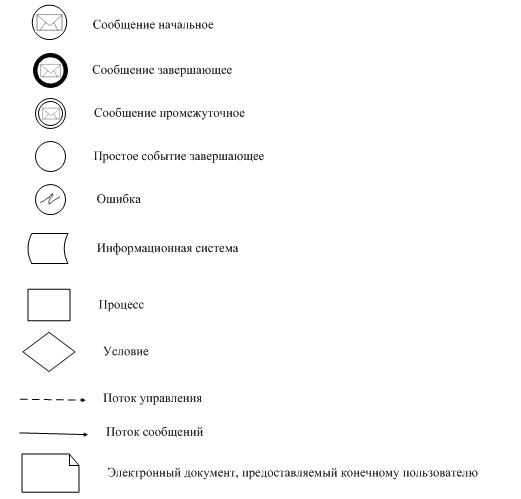 Сообщение начальное
Сообщение завершающее
Сообщение промежуточное
Простое событие завершающее
Ошибка
Информационная система
Процесс
Условие
Поток управления
Поток сообщений
Электронный документ, предоставляемый конечному пользователю